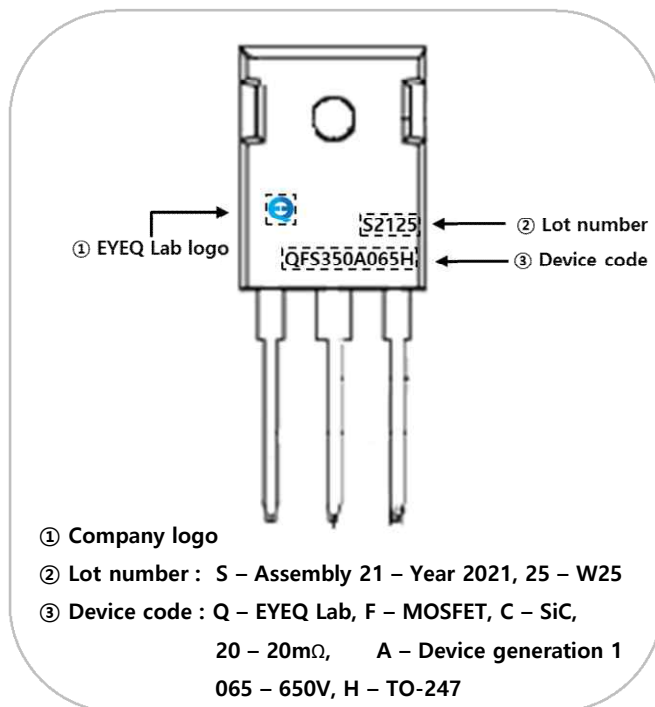 S2125
② Lot number
① EYEQ Lab logo
QFS350A065H
③ Device code
① Company logo
② Lot number : S – Assembly 21 – Year 2021, 25 – W25
③ Device code : Q – EYEQ Lab, F – MOSFET, C – SiC,
20 – 20mΩ, A – Device generation 1
065 – 650V, H – TO-247